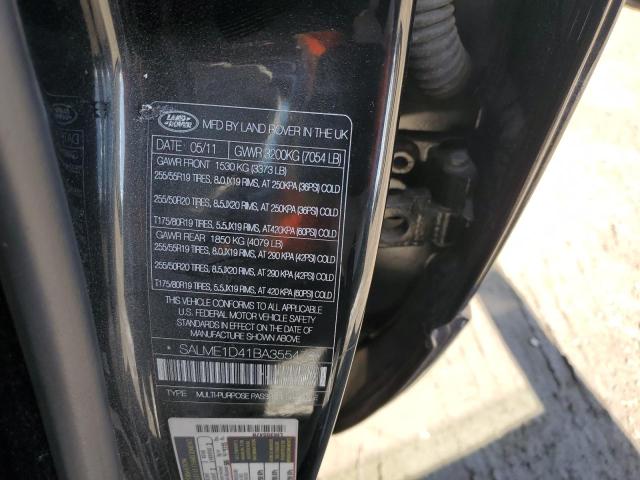 LAND
ROVER
MFD BY LAND ROVER IN THE UK
DATE 05/11 GWVR 3200KG (7054 LB)
GAWR FRONT 1530 KG (3373 LB)
255/55R19 TIRES, 8.0JX19 RIMS, AT 250KPA (36PSI) COLD
255/50R20 TIRES, 8.5JX20 RIMS, AT 250KPA (36PSI) COLD
T175/80R19 TIRES, 5.5JX19 RIMS, AT 420KPA (60PSI) COLD
GAWR REAR 1850 KG (4079 LB)
255/55R19 TIRES, 8.0JX19 RIMS, AT 290 KPA (42PSI) COLD
255/50R20 TIRES, 8.5JX20 RIMS, AT 290 KPA (42PSI) COLD
T175/80R19 TIRES, 5.5JX19 RIMS, AT 420 KPA (60PSI) COLD
THIS VEHICLE CONFORMS TO ALL APPLICABLE
U.S. FEDERAL MOTOR VEHICLE SAFETY
STANDARDS IN EFFECT ON THE DATE OF
MANUFACTURE SHOWN ABOVE
TYPE MULTI-PURPOSE